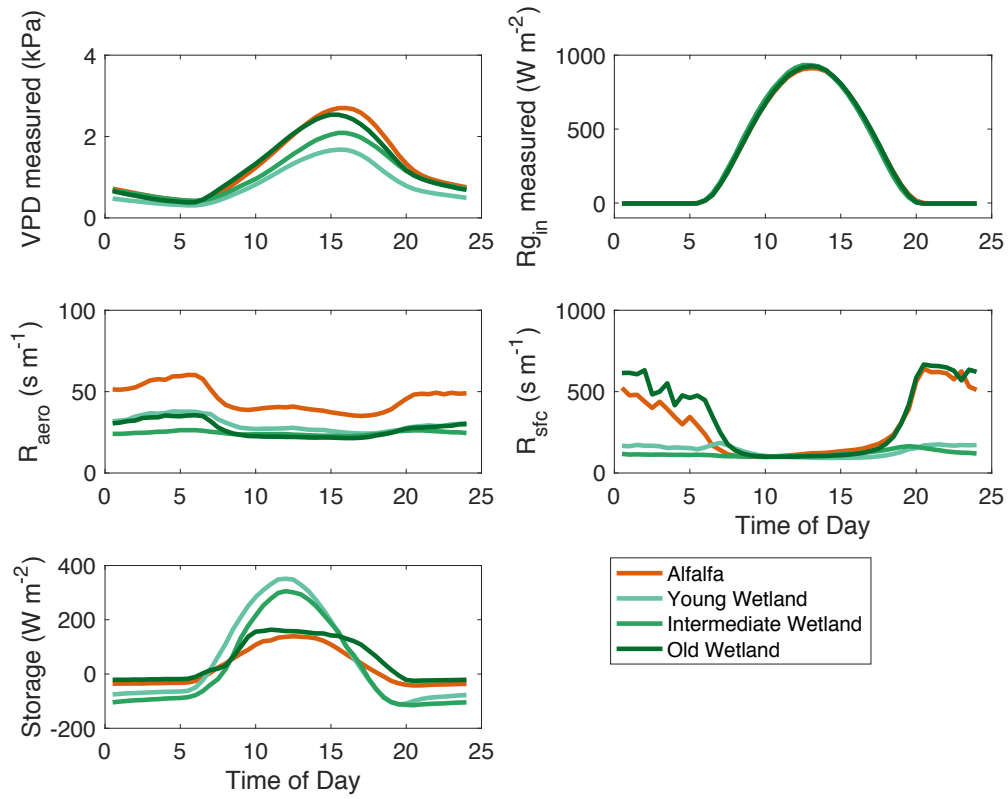 VPD measured (kPa)
4
2
0
0 5 10 15 20 25
Rg_in measured (W m^-2)
1000
500
0
0 5 10 15 20 25
R_aero (s m^-1)
100
50
0
0 5 10 15 20 25
R_sfc (s m^-1)
1000
500
0
0 5 10 15 20 25
Time of Day
Storage (W m^-2)
400
200
0
-200
0 5 10 15 20 25
Time of Day
Alfalfa
Young Wetland
Intermediate Wetland
Old Wetland